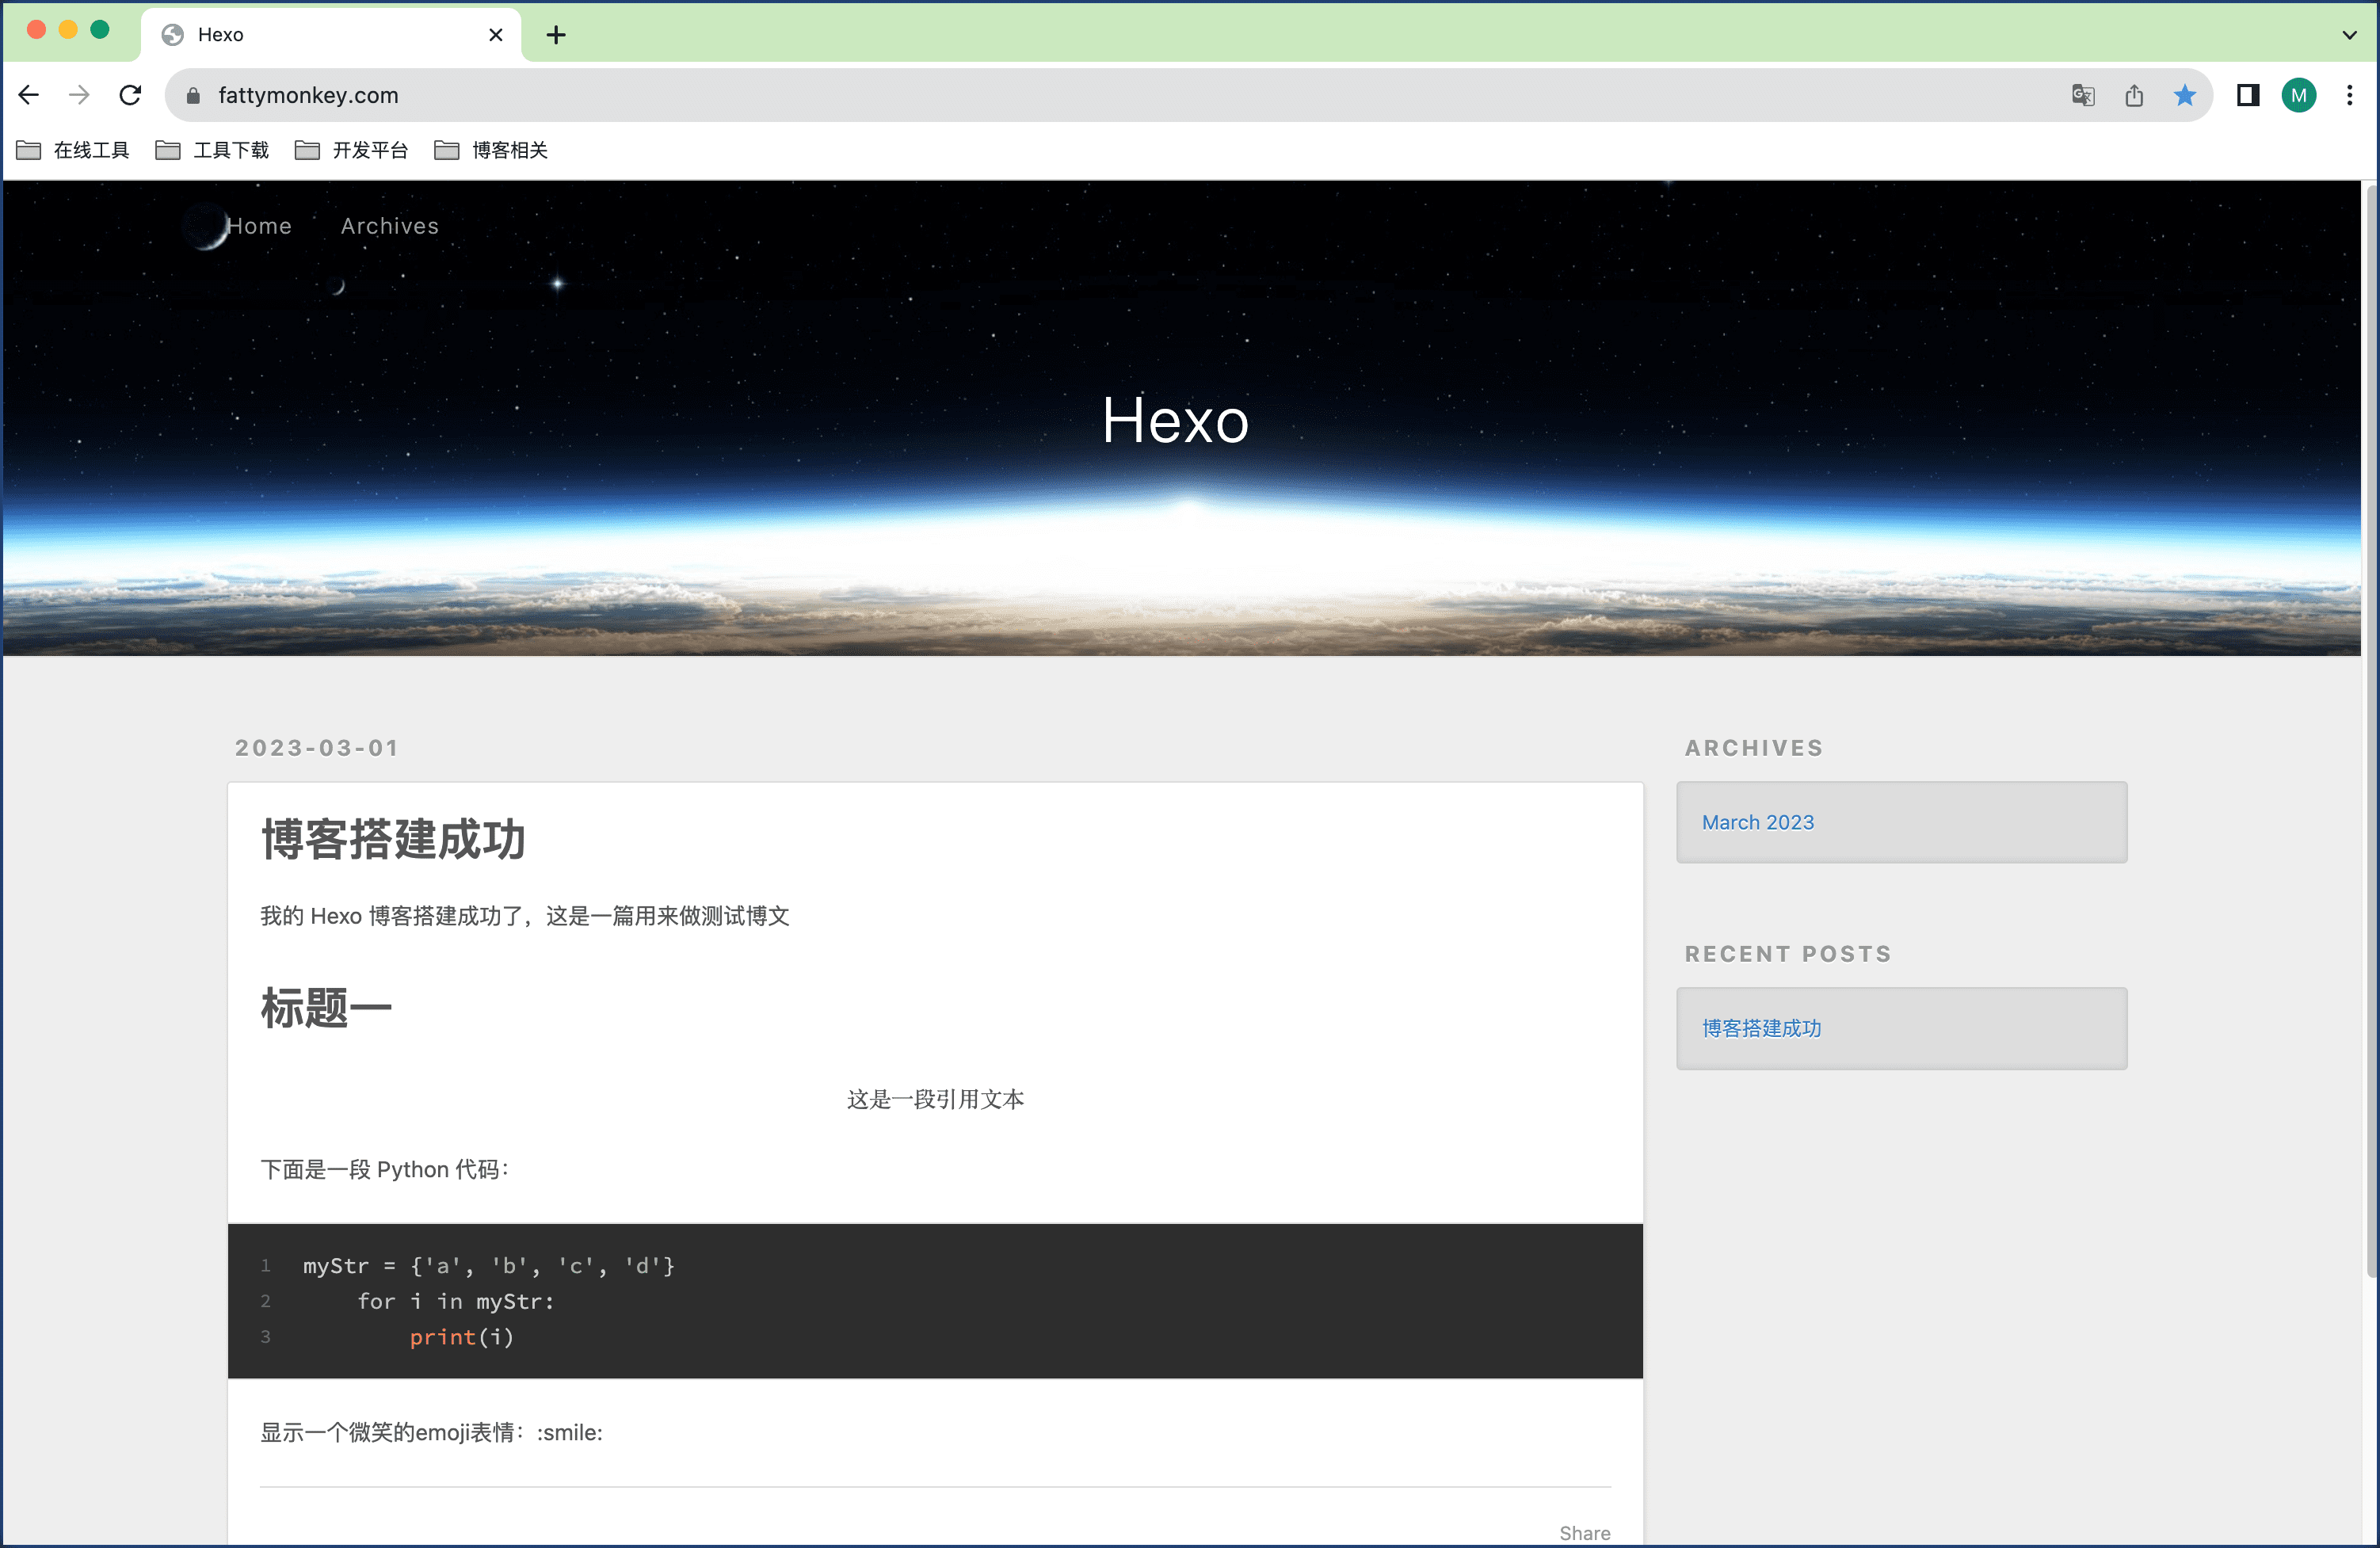 Hexo
fattymonkey.com
M
在线工具 工具下载 开发平台 博客相关
Home Archives
Hexo
2023-03-01
博客搭建成功
我的 Hexo 博客搭建成功了，这是一篇用来做测试博文
标题一
这是一段引用文本
下面是一段 Python 代码：
1 myStr = {'a', 'b', 'c', 'd'}
2     for i in myStr:
3         print(i)
显示一个微笑的emoji表情：:smile:
Share
ARCHIVES
March 2023
RECENT POSTS
博客搭建成功